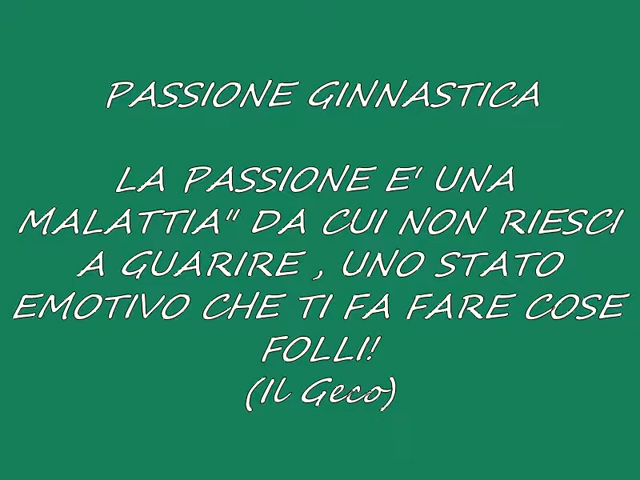 PASSIONE GINNASTICA
LA PASSIONE E' UNA
MALATTIA" DA CUI NON RIESCI
A GUARIRE , UNO STATO
EMOTIVO CHE TI FA FARE COSE
FOLLI!
(Il Geco)